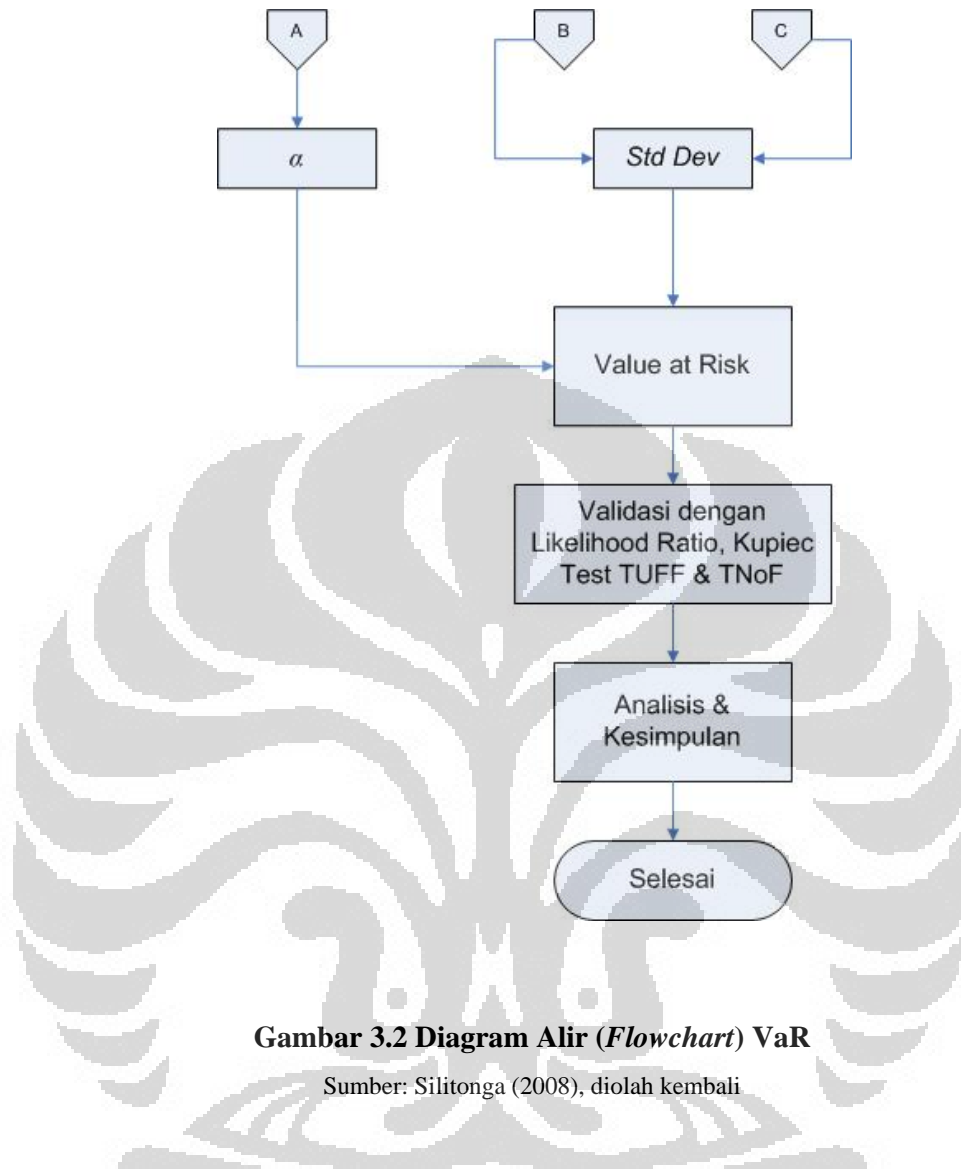 A
B
C
α
Std Dev
Value at Risk
Validasi dengan
Likelihood Ratio, Kupiec
Test TUFF & TNoF
Analisis &
Kesimpulan
Selesai
Gambar 3.2 Diagram Alir (Flowchart) VaR
Sumber: Silitonga (2008), diolah kembali